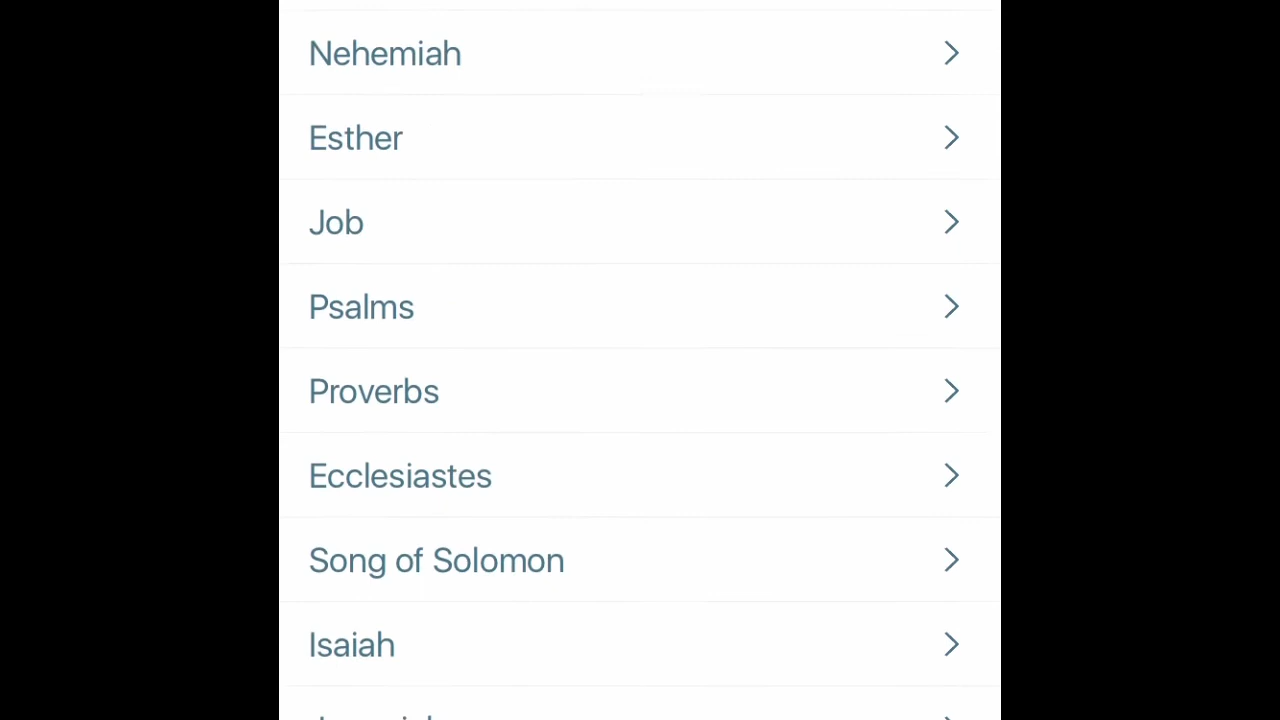 Nehemiah
Esther
Job
Psalms
Proverbs
Ecclesiastes
Song of Solomon
Isaiah